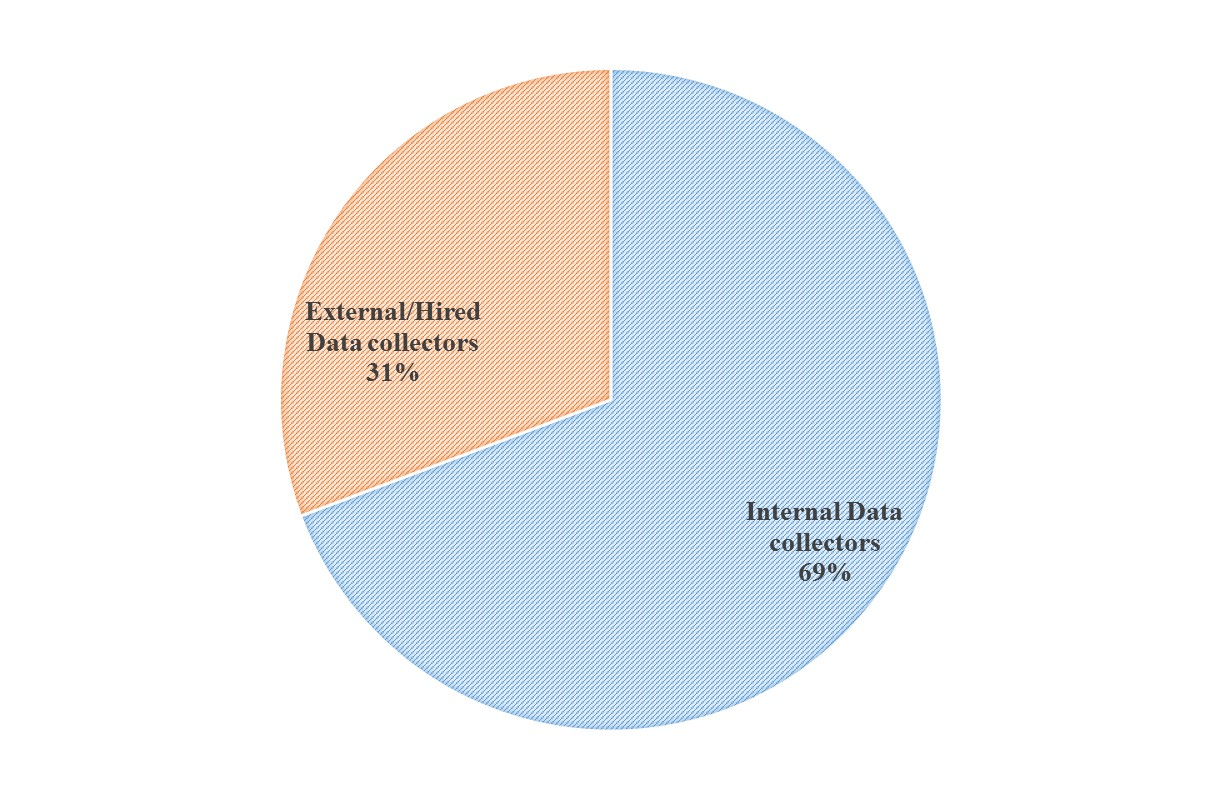 External/Hired
Data collectors
31%
Internal Data
collectors
69%